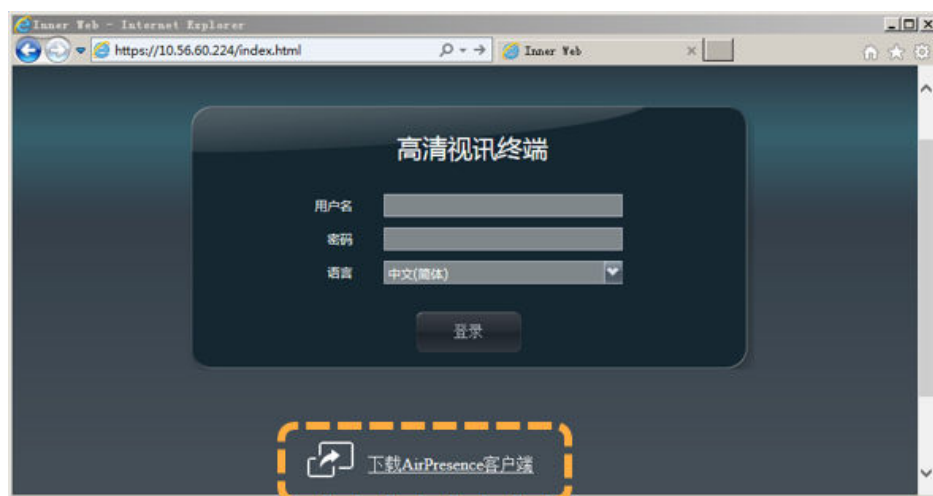 Inner Web - Internet Explorer
https://10.56.60.224/index.html
Inner Web
高清视讯终端
用户名
密码
语言 中文(简体)
登录
下载AirPresence客户端